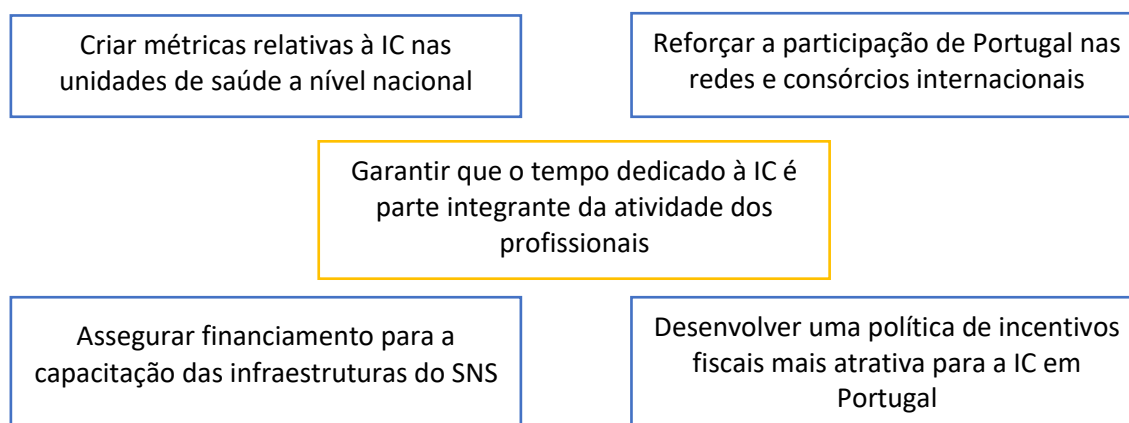 Criar métricas relativas à IC nas
unidades de saúde a nível nacional
Reforçar a participação de Portugal nas
redes e consórcios internacionais
Garantir que o tempo dedicado à IC é
parte integrante da atividade dos
profissionais
Assegurar financiamento para a
capacitação das infraestruturas do SNS
Desenvolver uma política de incentivos
fiscais mais atrativa para a IC em
Portugal